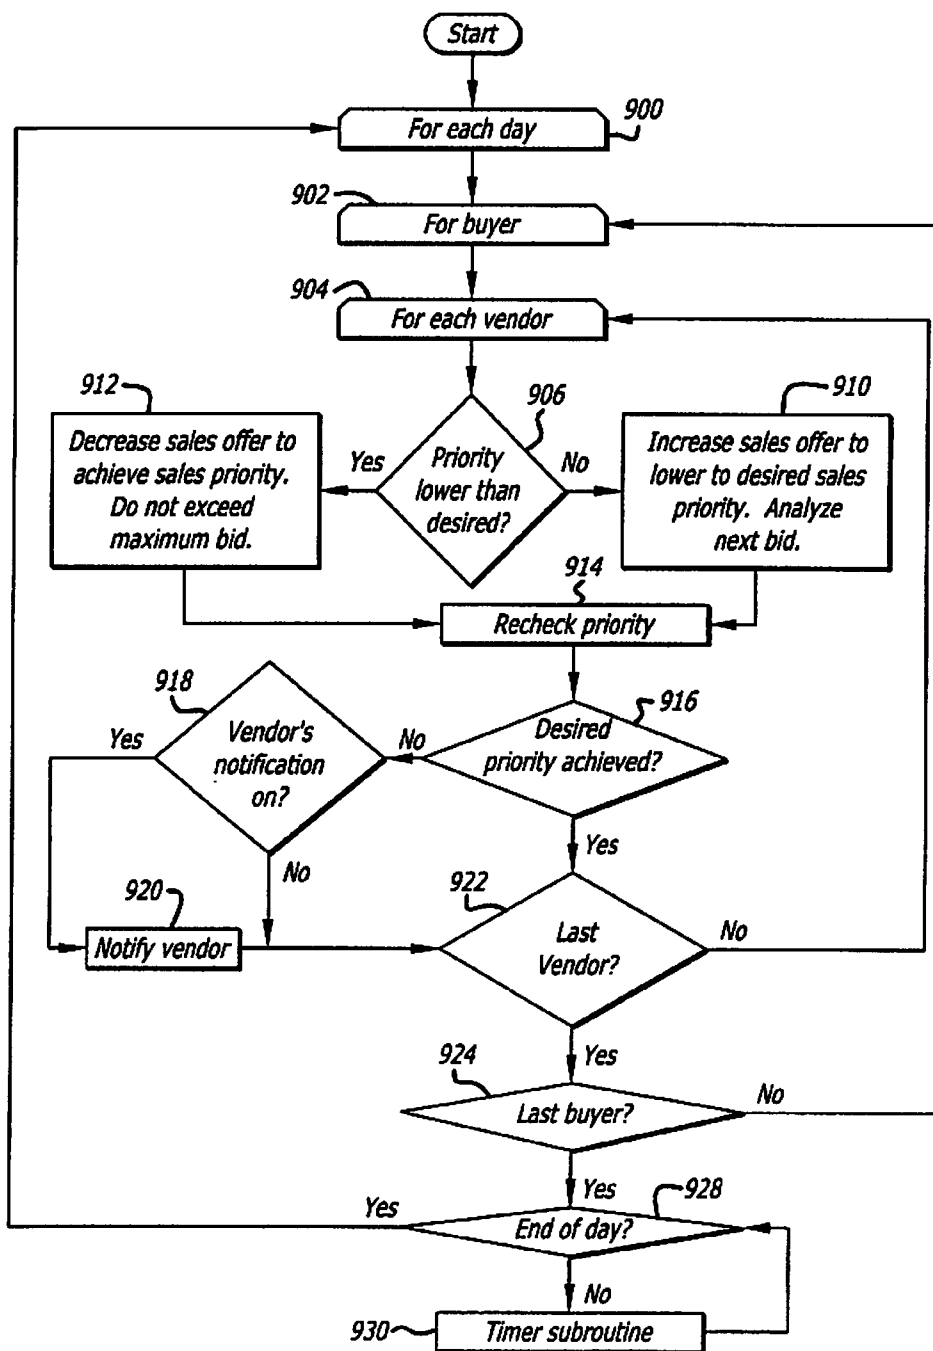 Start
For each day
900
902
For buyer
904
For each vendor
912
906
910
Decrease sales offer to
achieve sales priority.
Do not exceed
maximum bid.
Yes
Priority
lower than
desired?
No
Increase sales offer to
lower to desired sales
priority. Analyze
next bid.
914
Recheck priority
918
916
Yes
Vendor's
notification
on?
No
Desired
priority achieved?
No
Yes
920
922
Notify vendor
Last
Vendor?
No
Yes
924
Last buyer?
No
Yes
Yes
928
End of day?
No
930
Timer subroutine